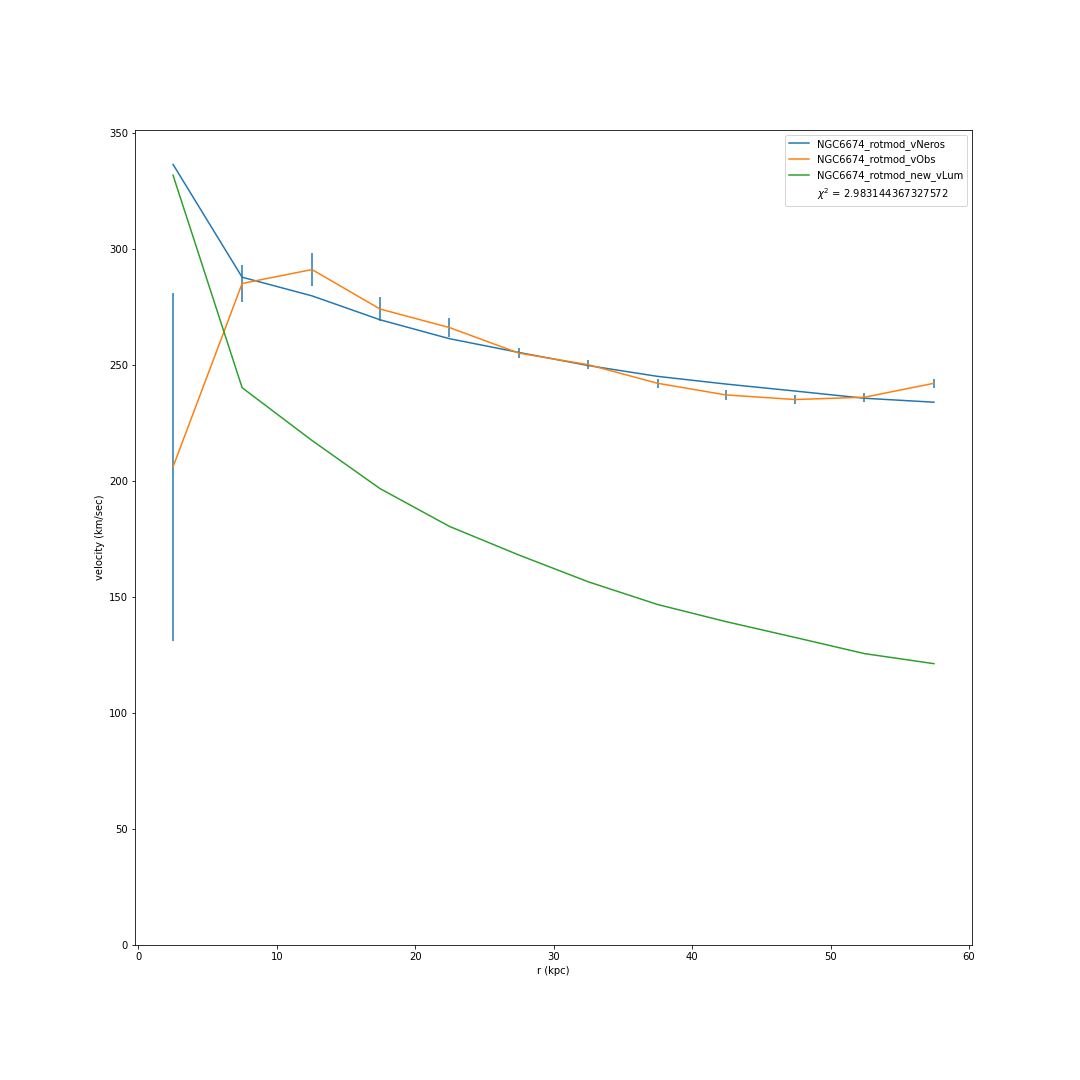 NGC6674_rotmod_vNeros
NGC6674_rotmod_vObs
NGC6674_rotmod_new_vLum
χ² = 2.983144367327572
350
300
250
200
150
100
50
0
velocity (km/sec)
0 10 20 30 40 50 60
r (kpc)